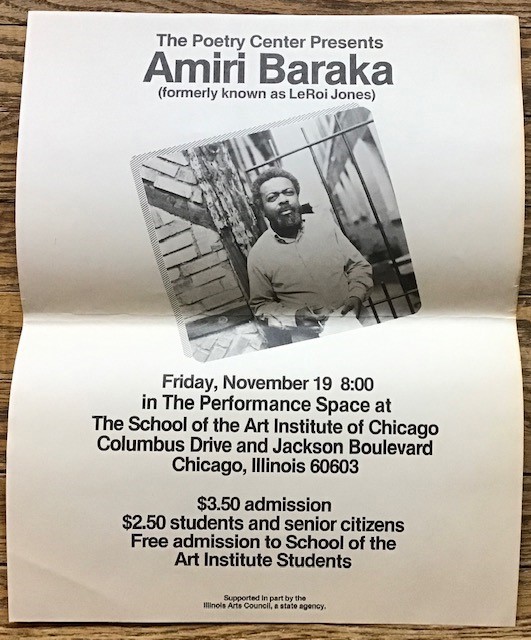 The Poetry Center Presents
Amiri Baraka
(formerly known as LeRoi Jones)
Friday, November 19 8:00
in The Performance Space at
The School of the Art Institute of Chicago
Columbus Drive and Jackson Boulevard
Chicago, Illinois 60603
$3.50 admission
$2.50 students and senior citizens
Free admission to School of the
Art Institute Students
Supported in part by the
Illinois Arts Council, a state agency.